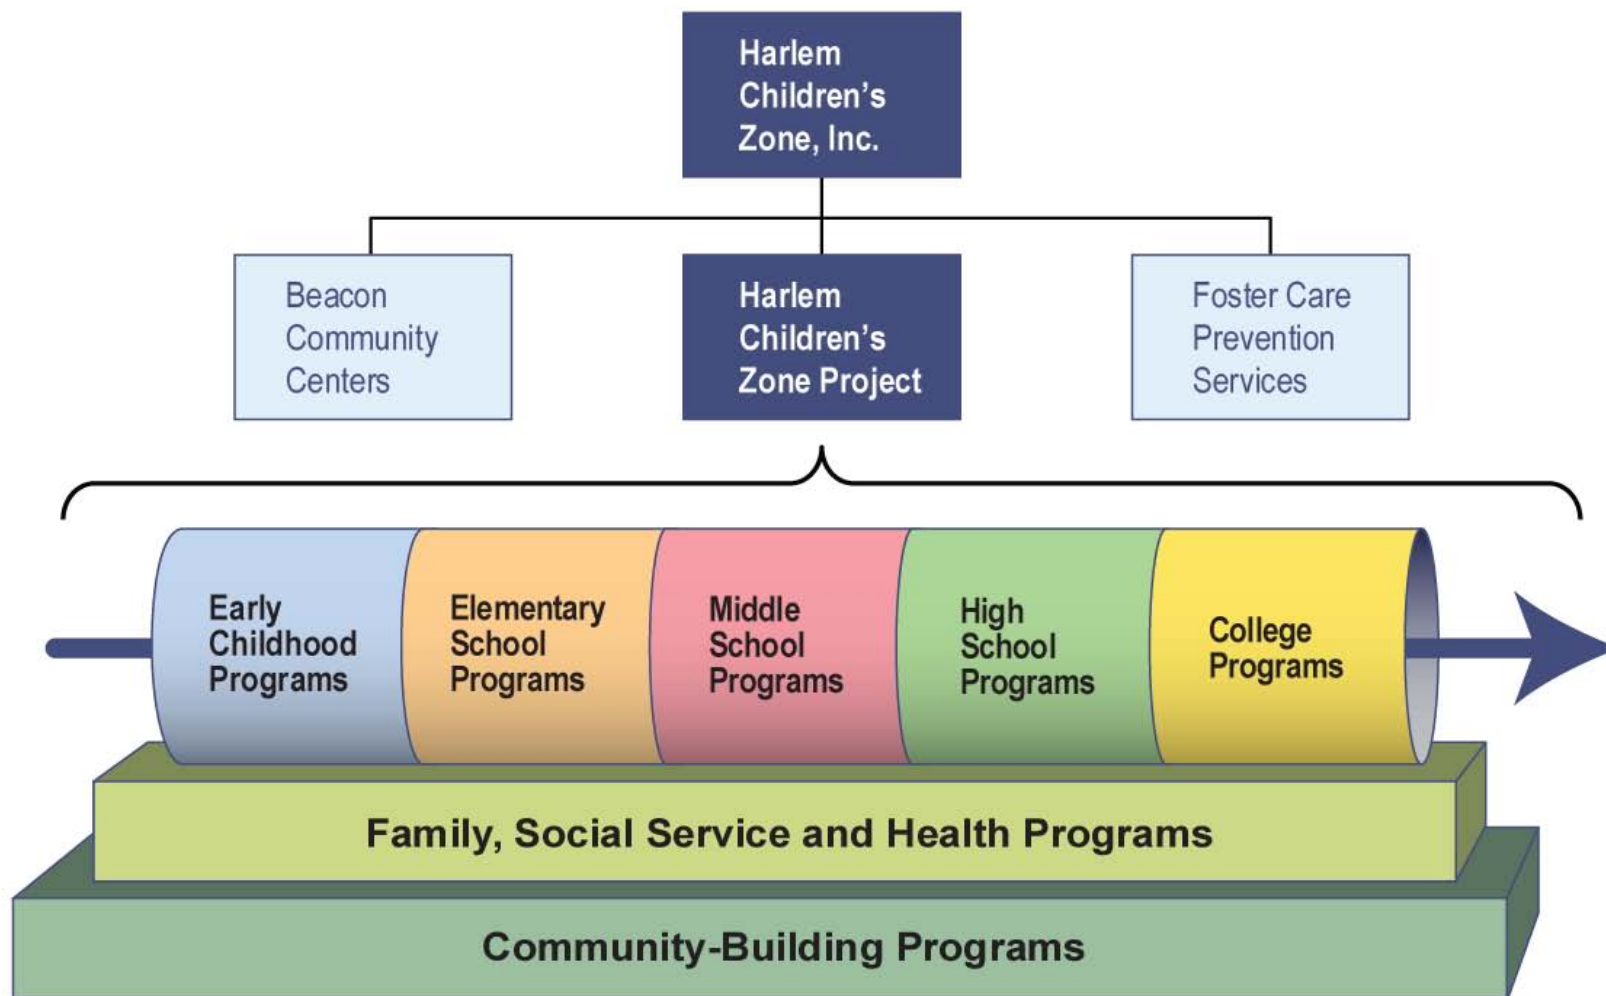 Harlem
Children's
Zone, Inc.
Beacon
Community
Centers
Harlem
Children's
Zone Project
Foster Care
Prevention
Services
Early
Childhood
Programs
Elementary
School
Programs
Middle
School
Programs
High
School
Programs
College
Programs
Family, Social Service and Health Programs
Community-Building Programs